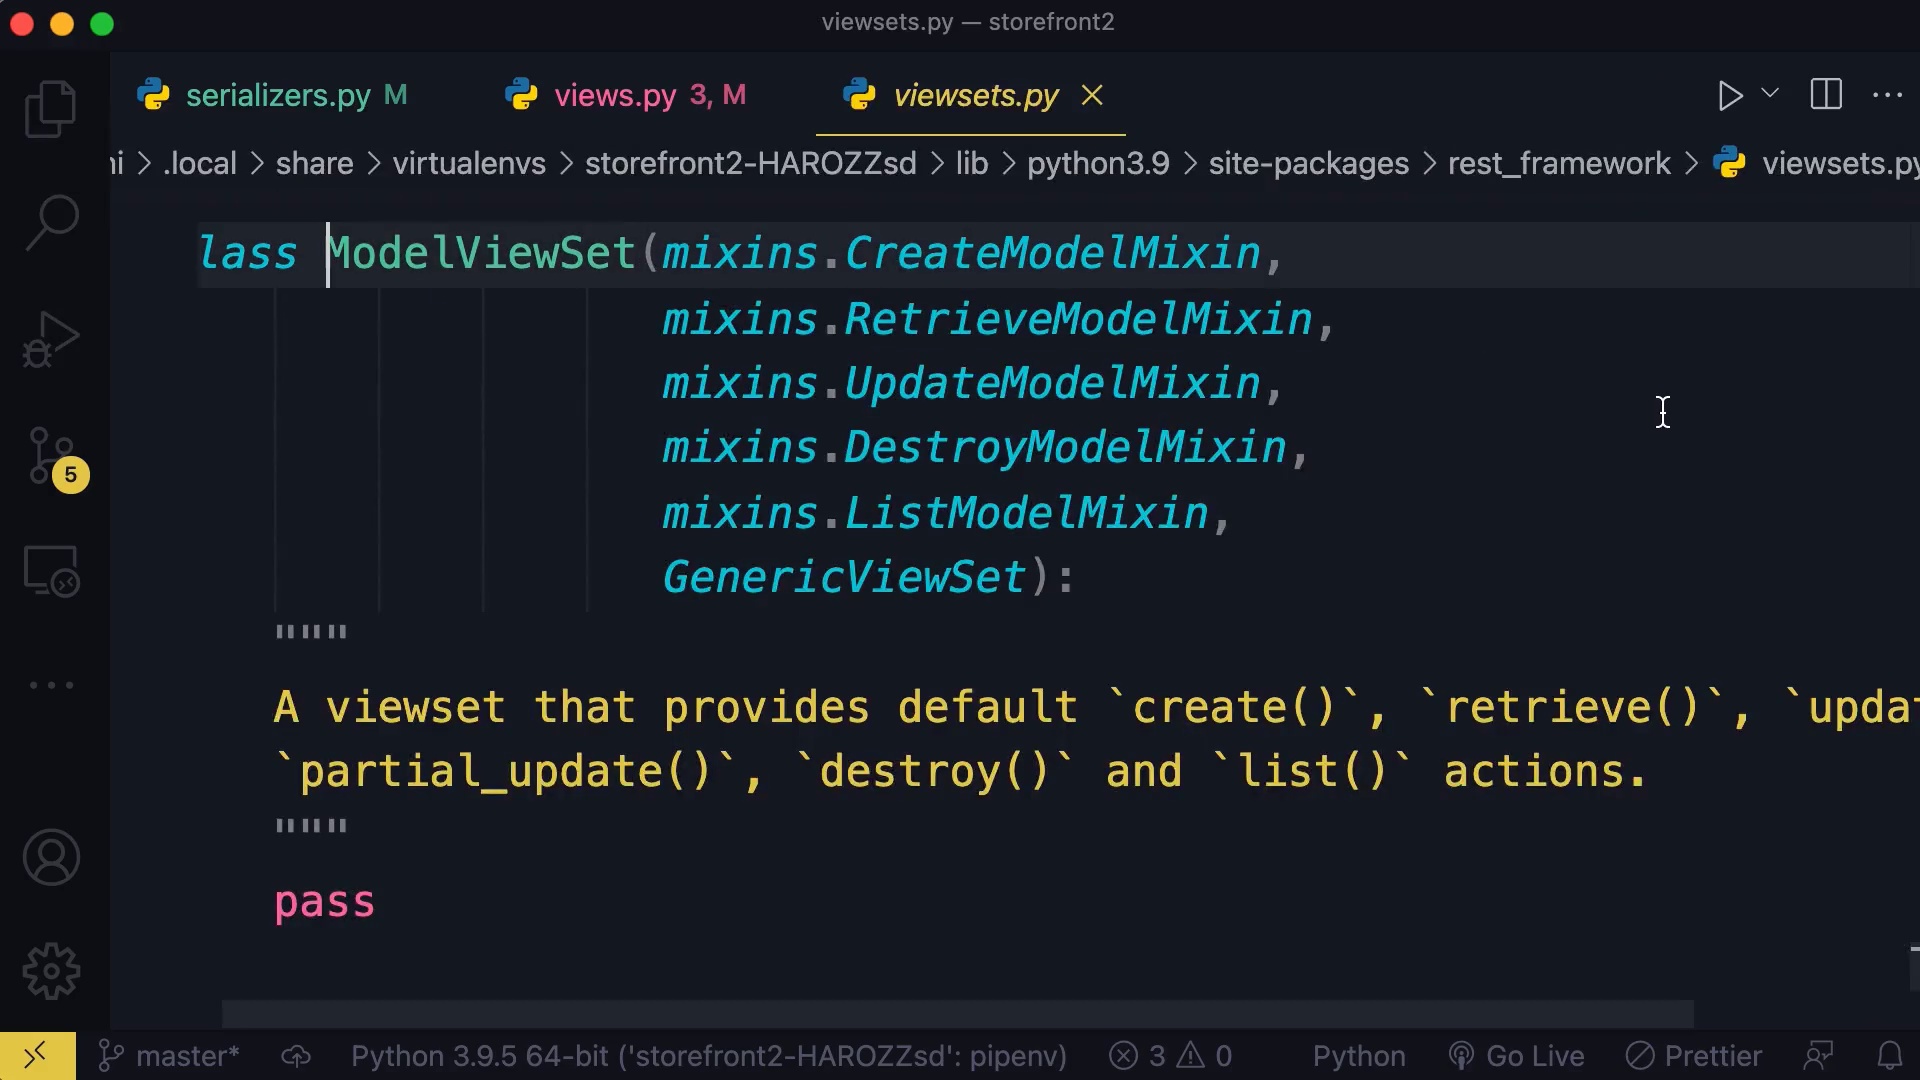 viewsets.py — storefront2
serializers.py M views.py 3, M viewsets.py
.local > share > virtualenvs > storefront2-HAROZZsd > lib > python3.9 > site-packages > rest_framework > viewsets.py
lass ModelViewSet(mixins.CreateModelMixin,
mixins.RetrieveModelMixin,
mixins.UpdateModelMixin,
mixins.DestroyModelMixin,
mixins.ListModelMixin,
GenericViewSet):
"""
A viewset that provides default `create()`, `retrieve()`, `updat
`partial_update()`, `destroy()` and `list()` actions.
"""
pass
5
master* Python 3.9.5 64-bit ('storefront2-HAROZZsd': pipenv) 3 0 Python Go Live Prettier